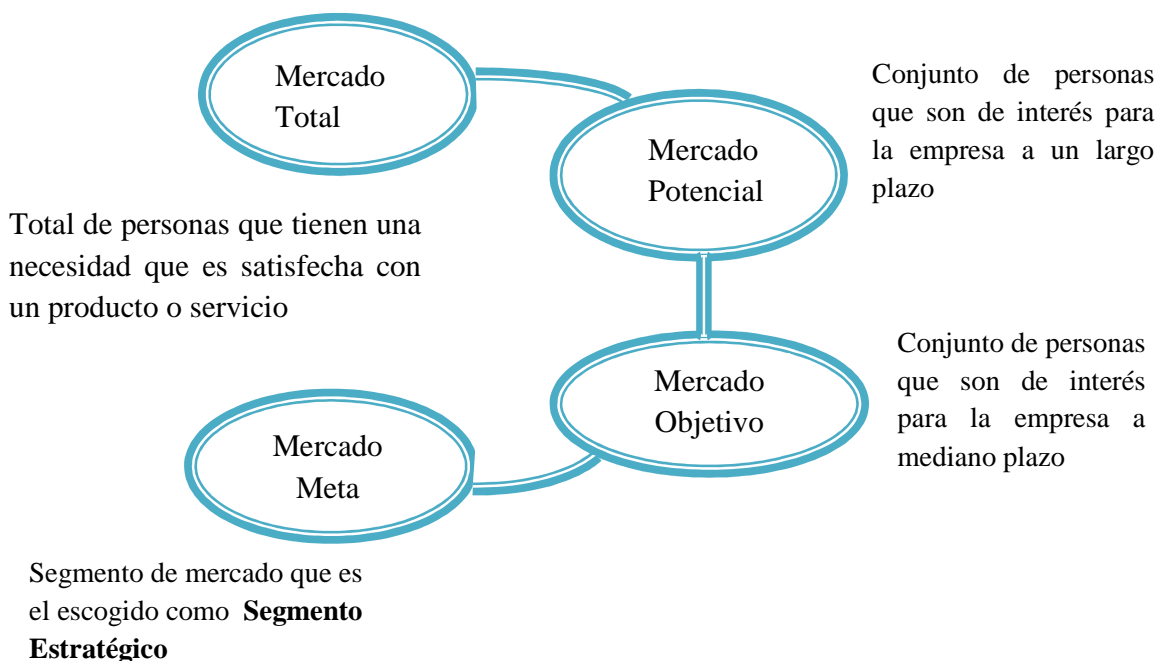 Mercado
Total
Total de personas que tienen una
necesidad que es satisfecha con
un producto o servicio
Mercado
Potencial
Conjunto de personas
que son de interés para
la empresa a un largo
plazo
Mercado
Objetivo
Conjunto de personas
que son de interés
para la empresa a
mediano plazo
Mercado
Meta
Segmento de mercado que es
el escogido como Segmento
Estratégico